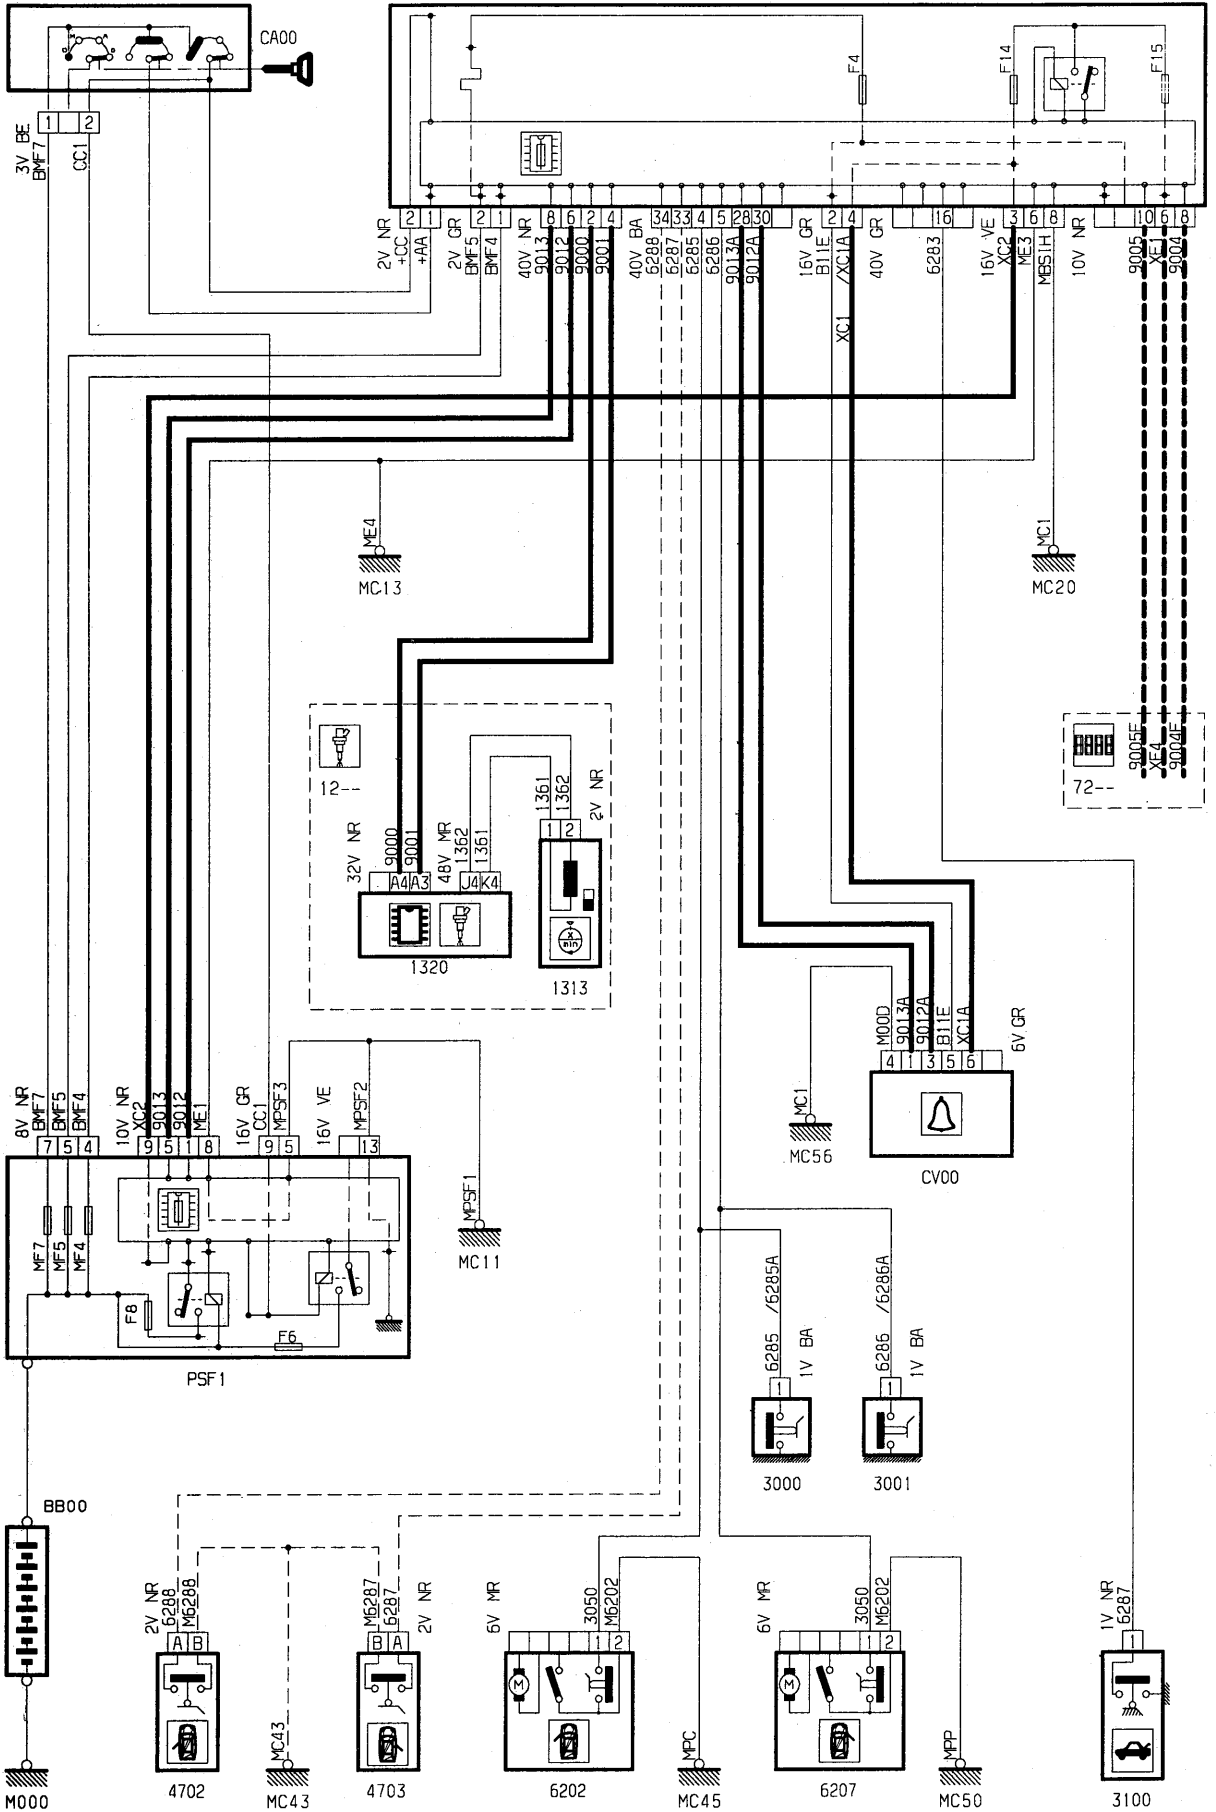 CA00
H A
0 D
1 2
3V BE
BMF7
CC1
F4
F14
F15
2 1
2 1
8 6 2 4
34 33 4 5 28 30
2 4
16
3 6 8
10 6 8
2V NR
+CC
+AA
2V GR
BMF5
BMF4
40V NR
9013
9012
9000
9001
40V BA
6288
6287
6285
6286
9013A
9012A
16V GR
B11E
/XC1A
XC1
40V GR
6283
16V VE
XC2
ME3
MBSIH
10V NR
9005
XE1
9004
ME4
MC13
MC1
MC20
12--
32V NR
9000
9001
48V MR
1362
1361
A4 A3
J4 K4
1320
1361
1362
2V NR
1 2
x
min
1313
9005F
XE4
9004F
72--
M00D
9013A
9012A
B11E
XC1A
6V GR
4 1 3 5 6
CV00
MC1
MC56
8V NR
BMF7
BMF5
BMF4
10V NR
XC2
9013
9012
ME1
16V GR
CC1
MPSF3
16V VE
MPSF2
7 5 4
9 5 1 8
9 5
13
MF7
MF5
MF4
F8
F6
PSF1
MPSF1
MC11
6285
/6285A
1V BA
1
3000
6286
/6286A
1V BA
1
3001
BB00
M000
2V NR
6288
M6288
A B
4702
MC43
MC43
M6287
6287
2V NR
B A
4703
6V MR
3050
M6202
1 2
M
6202
MPC
MC45
6V MR
3050
M6202
1 2
M
6207
MPP
MC50
1V NR
6287
1
3100